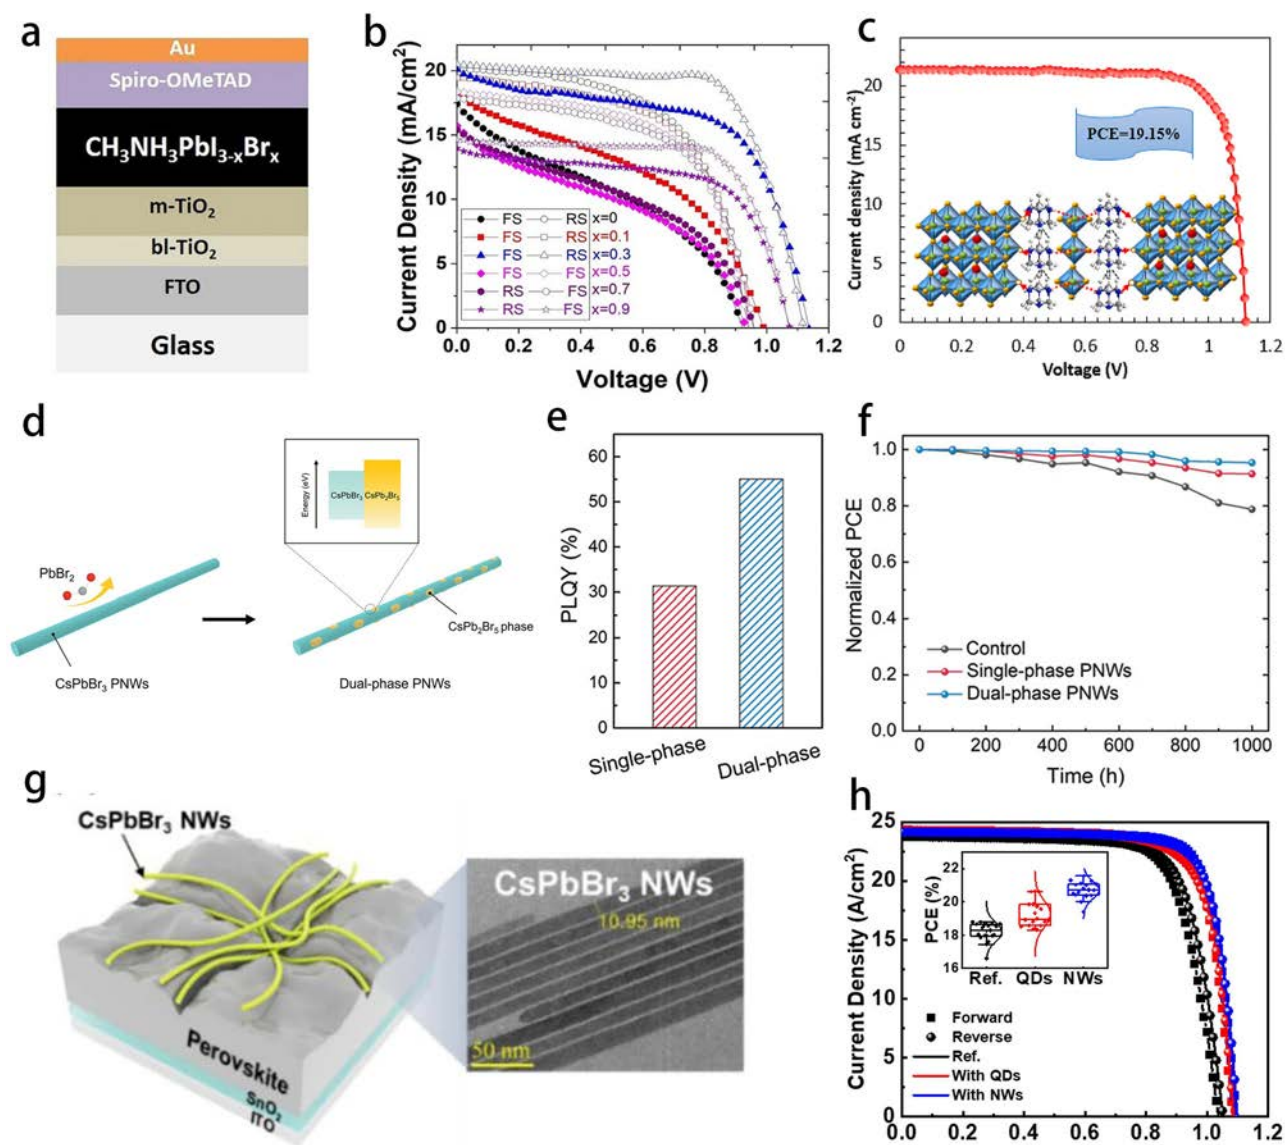 a
Au
Spiro-OMeTAD
CH₃NH₃PbI₃₋ₓBrₓ
m-TiO₂
bl-TiO₂
FTO
Glass
b
Current Density (mA/cm²)
20
15
10
5
0
FS RS x=0
FS RS x=0.1
FS RS x=0.3
FS FS x=0.5
RS FS x=0.7
RS FS x=0.9
0.0 0.2 0.4 0.6 0.8 1.0 1.2
Voltage (V)
c
Current density (mA cm⁻²)
20
15
10
5
0
PCE=19.15%
0 0.2 0.4 0.6 0.8 1 1.2
Voltage (V)
d
Energy (eV)
CsPbBr₃
CsPb₂Br₅
PbBr₂
CsPbBr₃ PNWs
CsPb₂Br₅ phase
Dual-phase PNWs
e
PLQY (%)
60
50
40
30
20
10
0
Single-phase
Dual-phase
f
Normalized PCE
1.0
0.8
0.6
0.4
0.2
0.0
Control
Single-phase PNWs
Dual-phase PNWs
0 200 400 600 800 1000
Time (h)
g
CsPbBr₃ NWs
Perovskite
SnO₂
ITO
CsPbBr₃ NWs
10.95 nm
50 nm
h
Current Density (A/cm²)
25
20
15
10
5
0
PCE (%)
22
20
18
16
Ref. QDs NWs
Forward
Reverse
Ref.
With QDs
With NWs
0.0 0.2 0.4 0.6 0.8 1.0 1.2